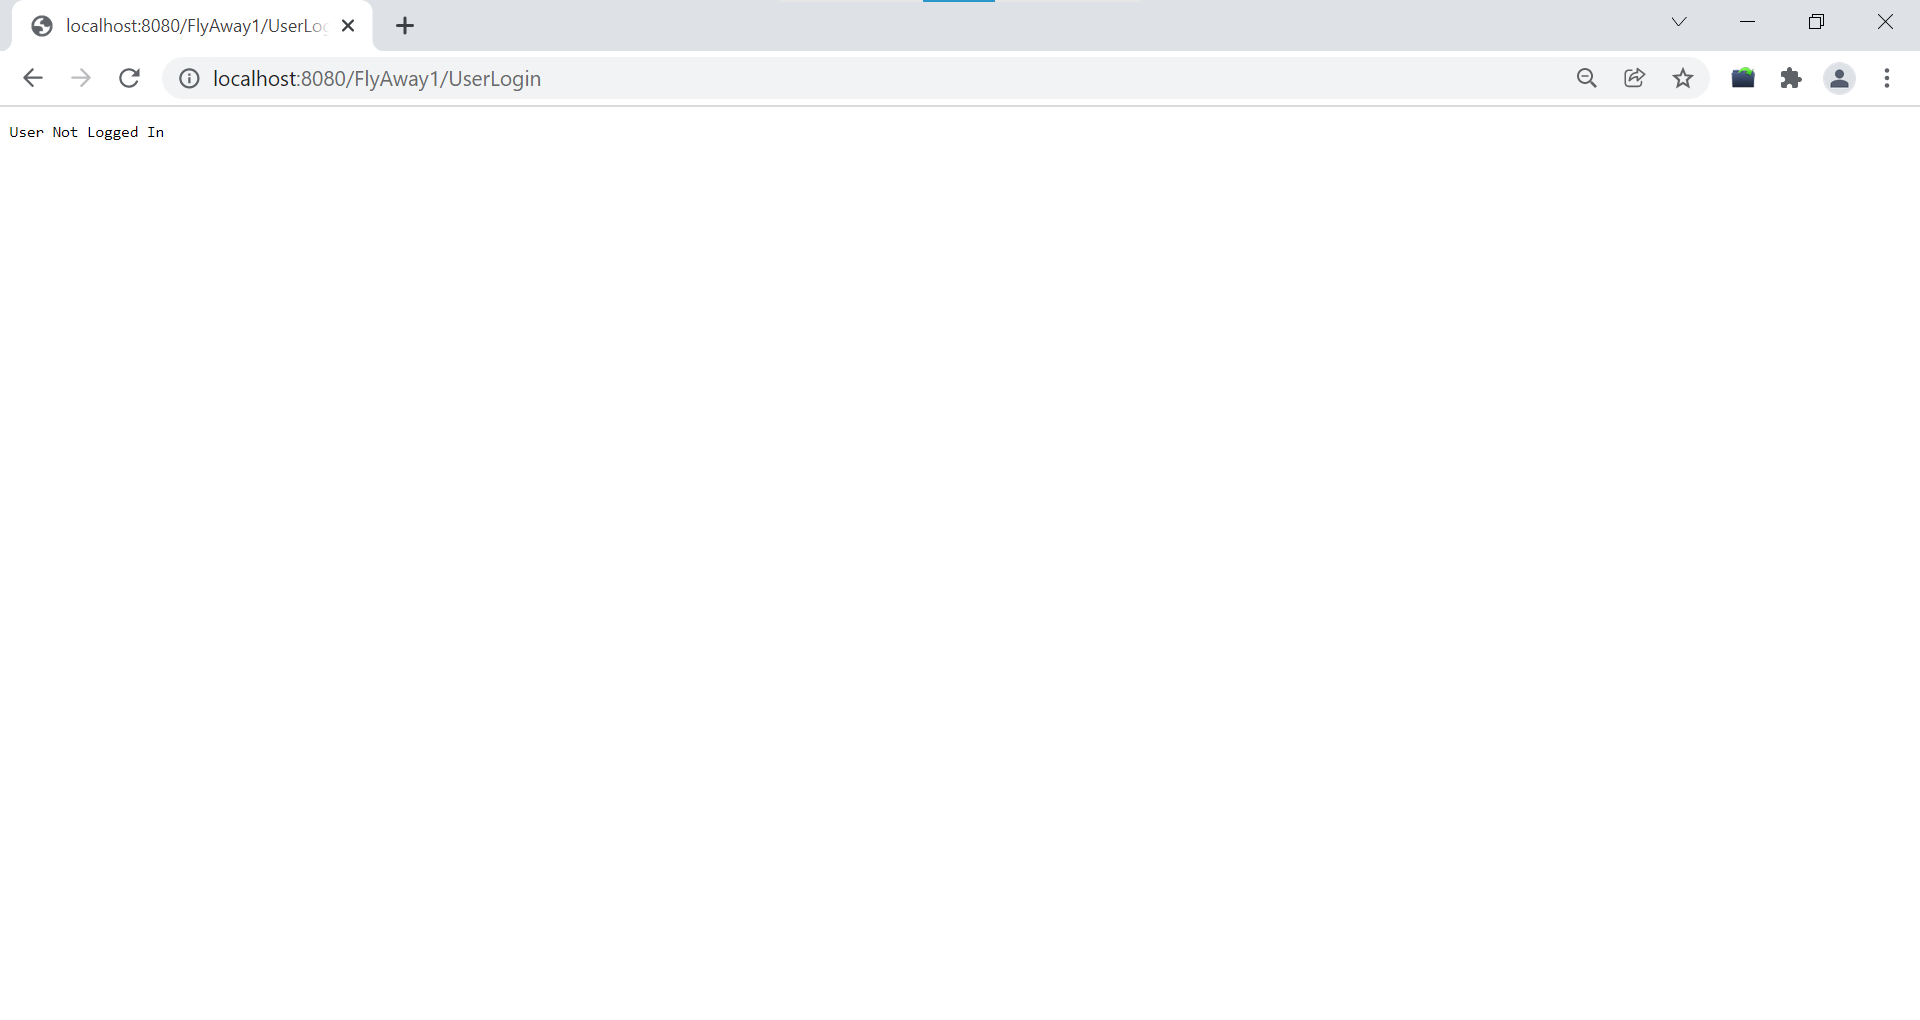 localhost:8080/FlyAway1/UserLo
localhost:8080/FlyAway1/UserLogin
User Not Logged In